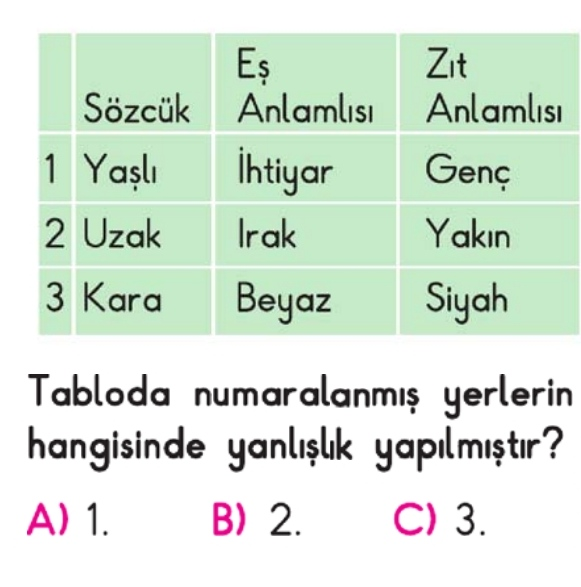 Sözcük Eş Anlamlısı Zıt Anlamlısı
1 Yaşlı İhtiyar Genç
2 Uzak Irak Yakın
3 Kara Beyaz Siyah
Tabloda numaralanmış yerlerin
hangisinde yanlışlık yapılmıştır?
A) 1. B) 2. C) 3.